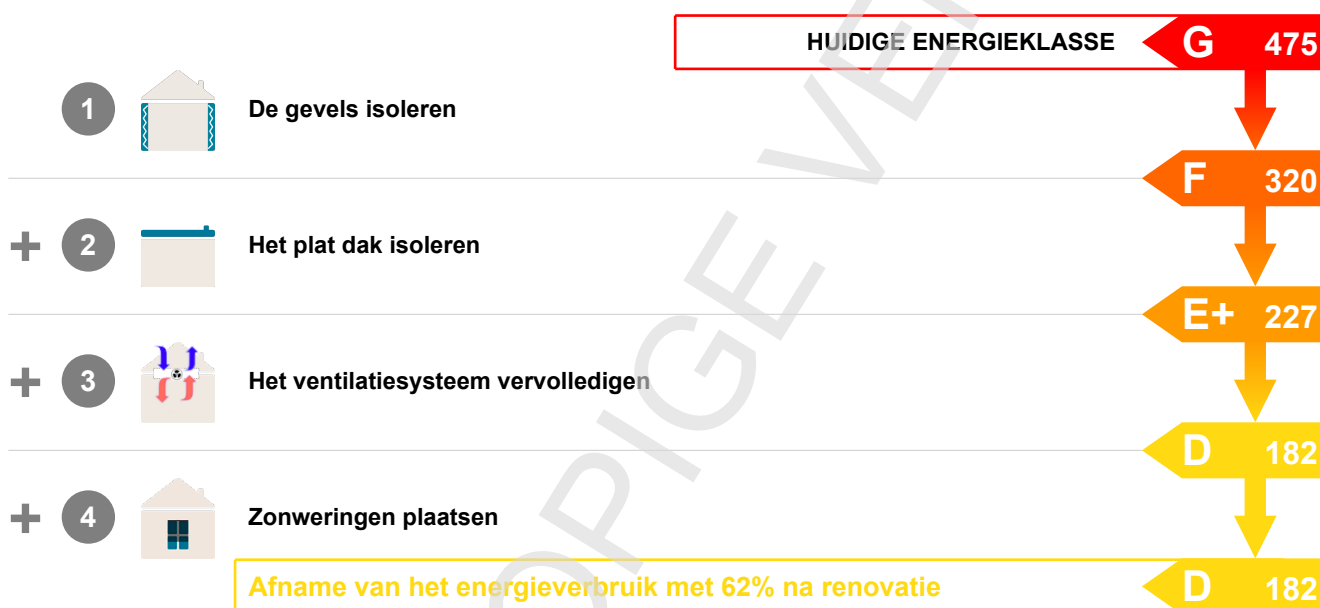 HUIDIGE ENERGIEKLASSE G 475
1 De gevels isoleren
F 320
+ 2 Het plat dak isoleren
E+ 227
+ 3 Het ventilatiesysteem vervolledigen
D 182
+ 4 Zonweringen plaatsen
Afname van het energieverbruik met 62% na renovatie D 182